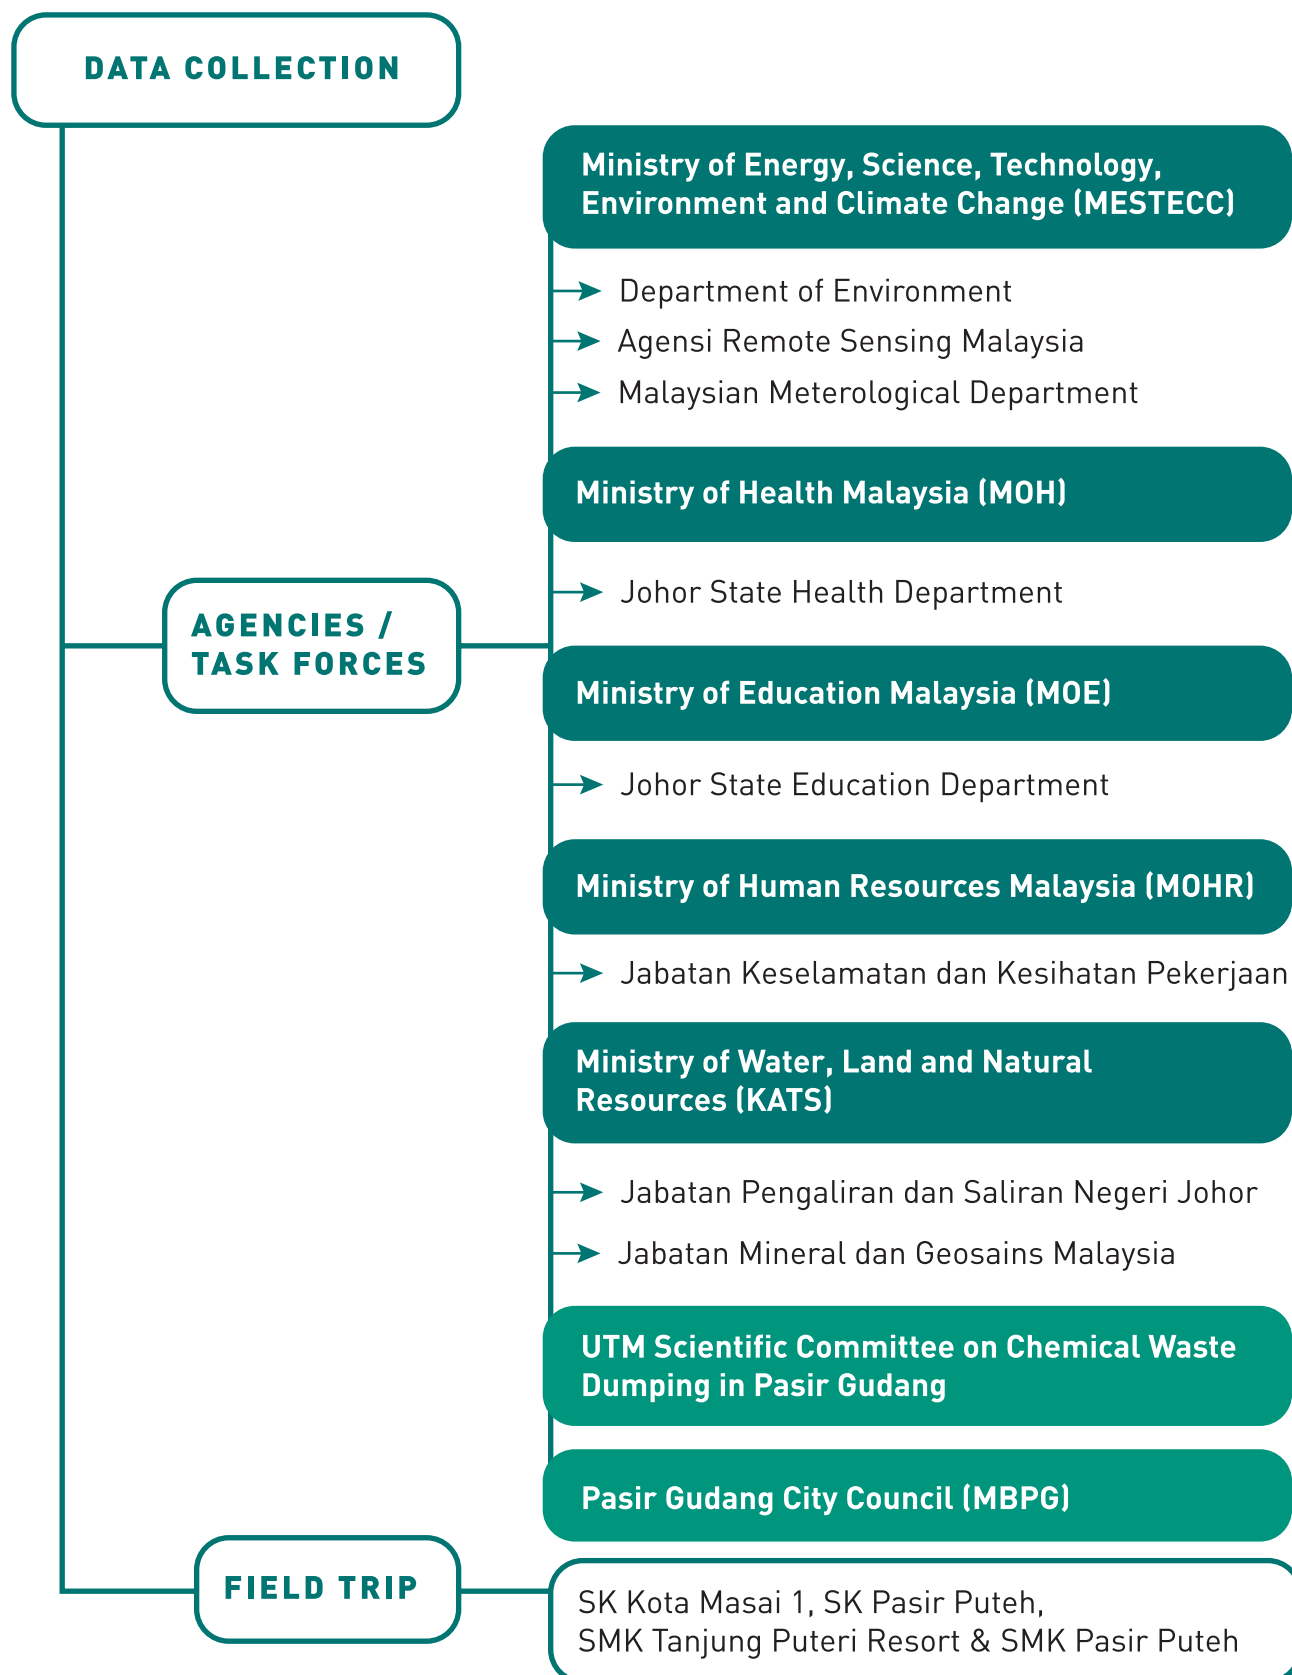 DATA COLLECTION
Ministry of Energy, Science, Technology,
Environment and Climate Change (MESTECC)
Department of Environment
Agensi Remote Sensing Malaysia
Malaysian Meterological Department
Ministry of Health Malaysia (MOH)
Johor State Health Department
AGENCIES /
TASK FORCES
Ministry of Education Malaysia (MOE)
Johor State Education Department
Ministry of Human Resources Malaysia (MOHR)
Jabatan Keselamatan dan Kesihatan Pekerjaan
Ministry of Water, Land and Natural
Resources (KATS)
Jabatan Pengaliran dan Saliran Negeri Johor
Jabatan Mineral dan Geosains Malaysia
UTM Scientific Committee on Chemical Waste
Dumping in Pasir Gudang
Pasir Gudang City Council (MBPG)
FIELD TRIP
SK Kota Masai 1, SK Pasir Puteh,
SMK Tanjung Puteri Resort & SMK Pasir Puteh